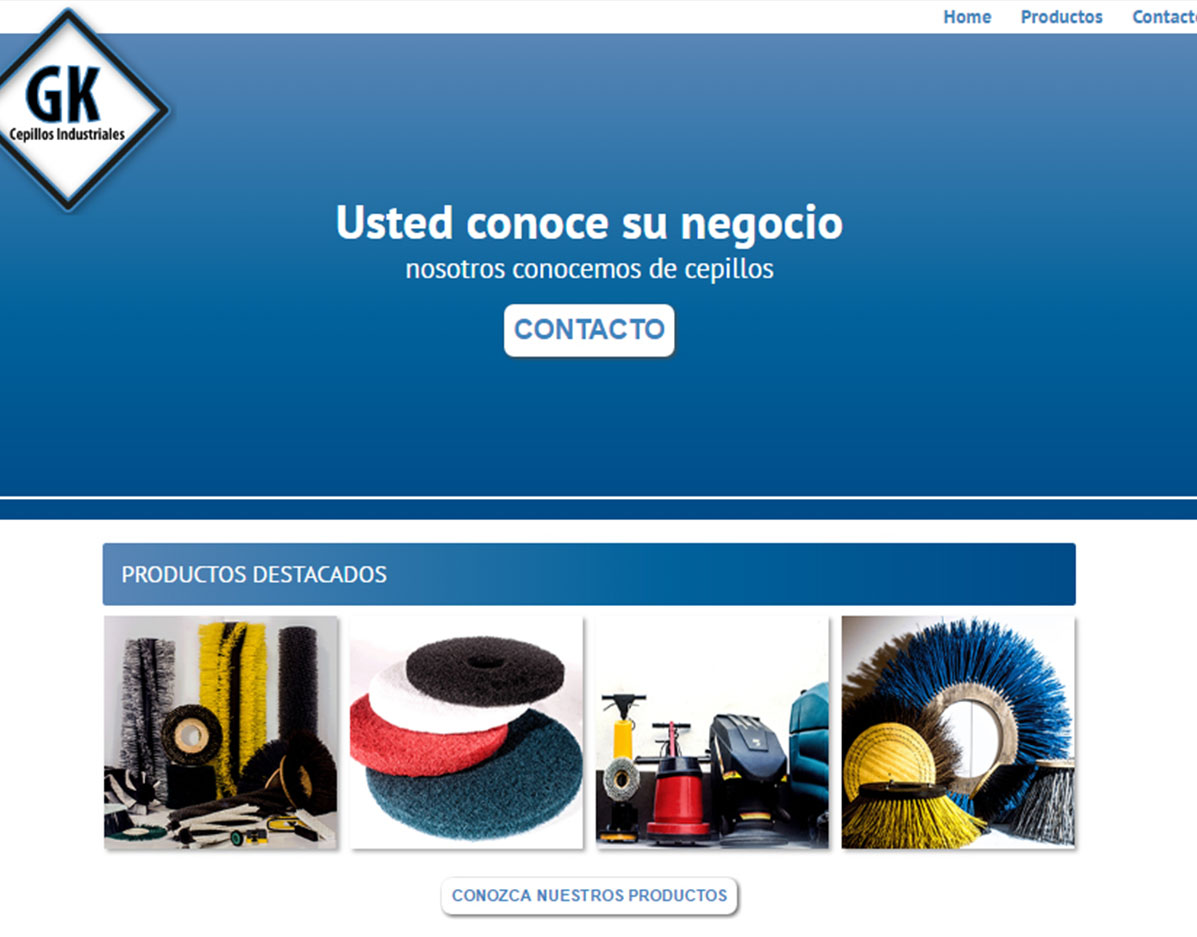 Home Productos Contacto
GK
Cepillos Industriales
Usted conoce su negocio
nosotros conocemos de cepillos
CONTACTO
PRODUCTOS DESTACADOS
CONOZCA NUESTROS PRODUCTOS